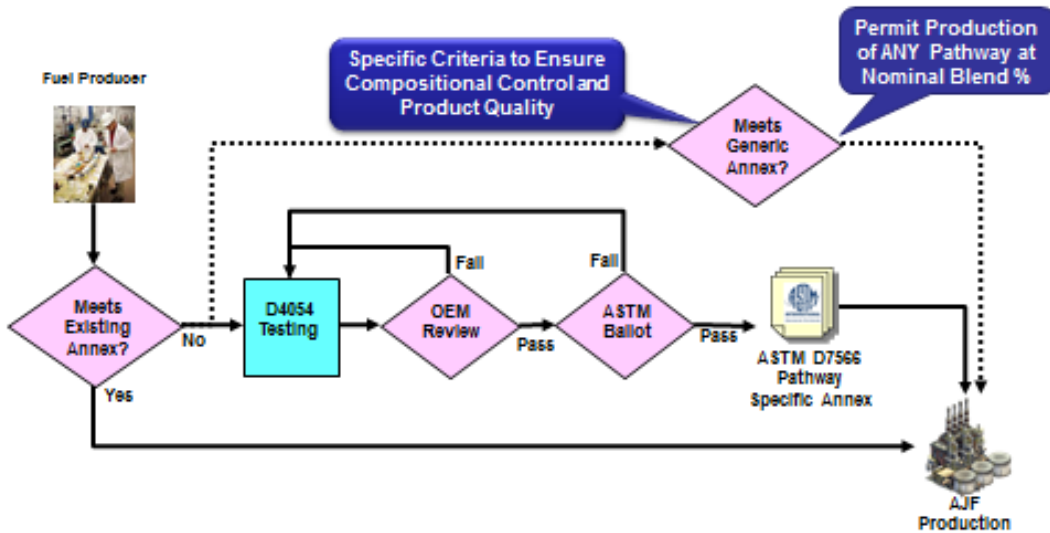 Permit Production
of ANY Pathway at
Nominal Blend %
Specific Criteria to Ensure
Compositional Control and
Product Quality
Fuel Producer
Meets
Generic
Annex?
Fail
Fail
Meets
Existing
Annex?
No
D4054
Testing
OEM
Review
Pass
ASTM
Ballot
Pass
ASTM D7566
Pathway
Specific Annex
Yes
AJF
Production